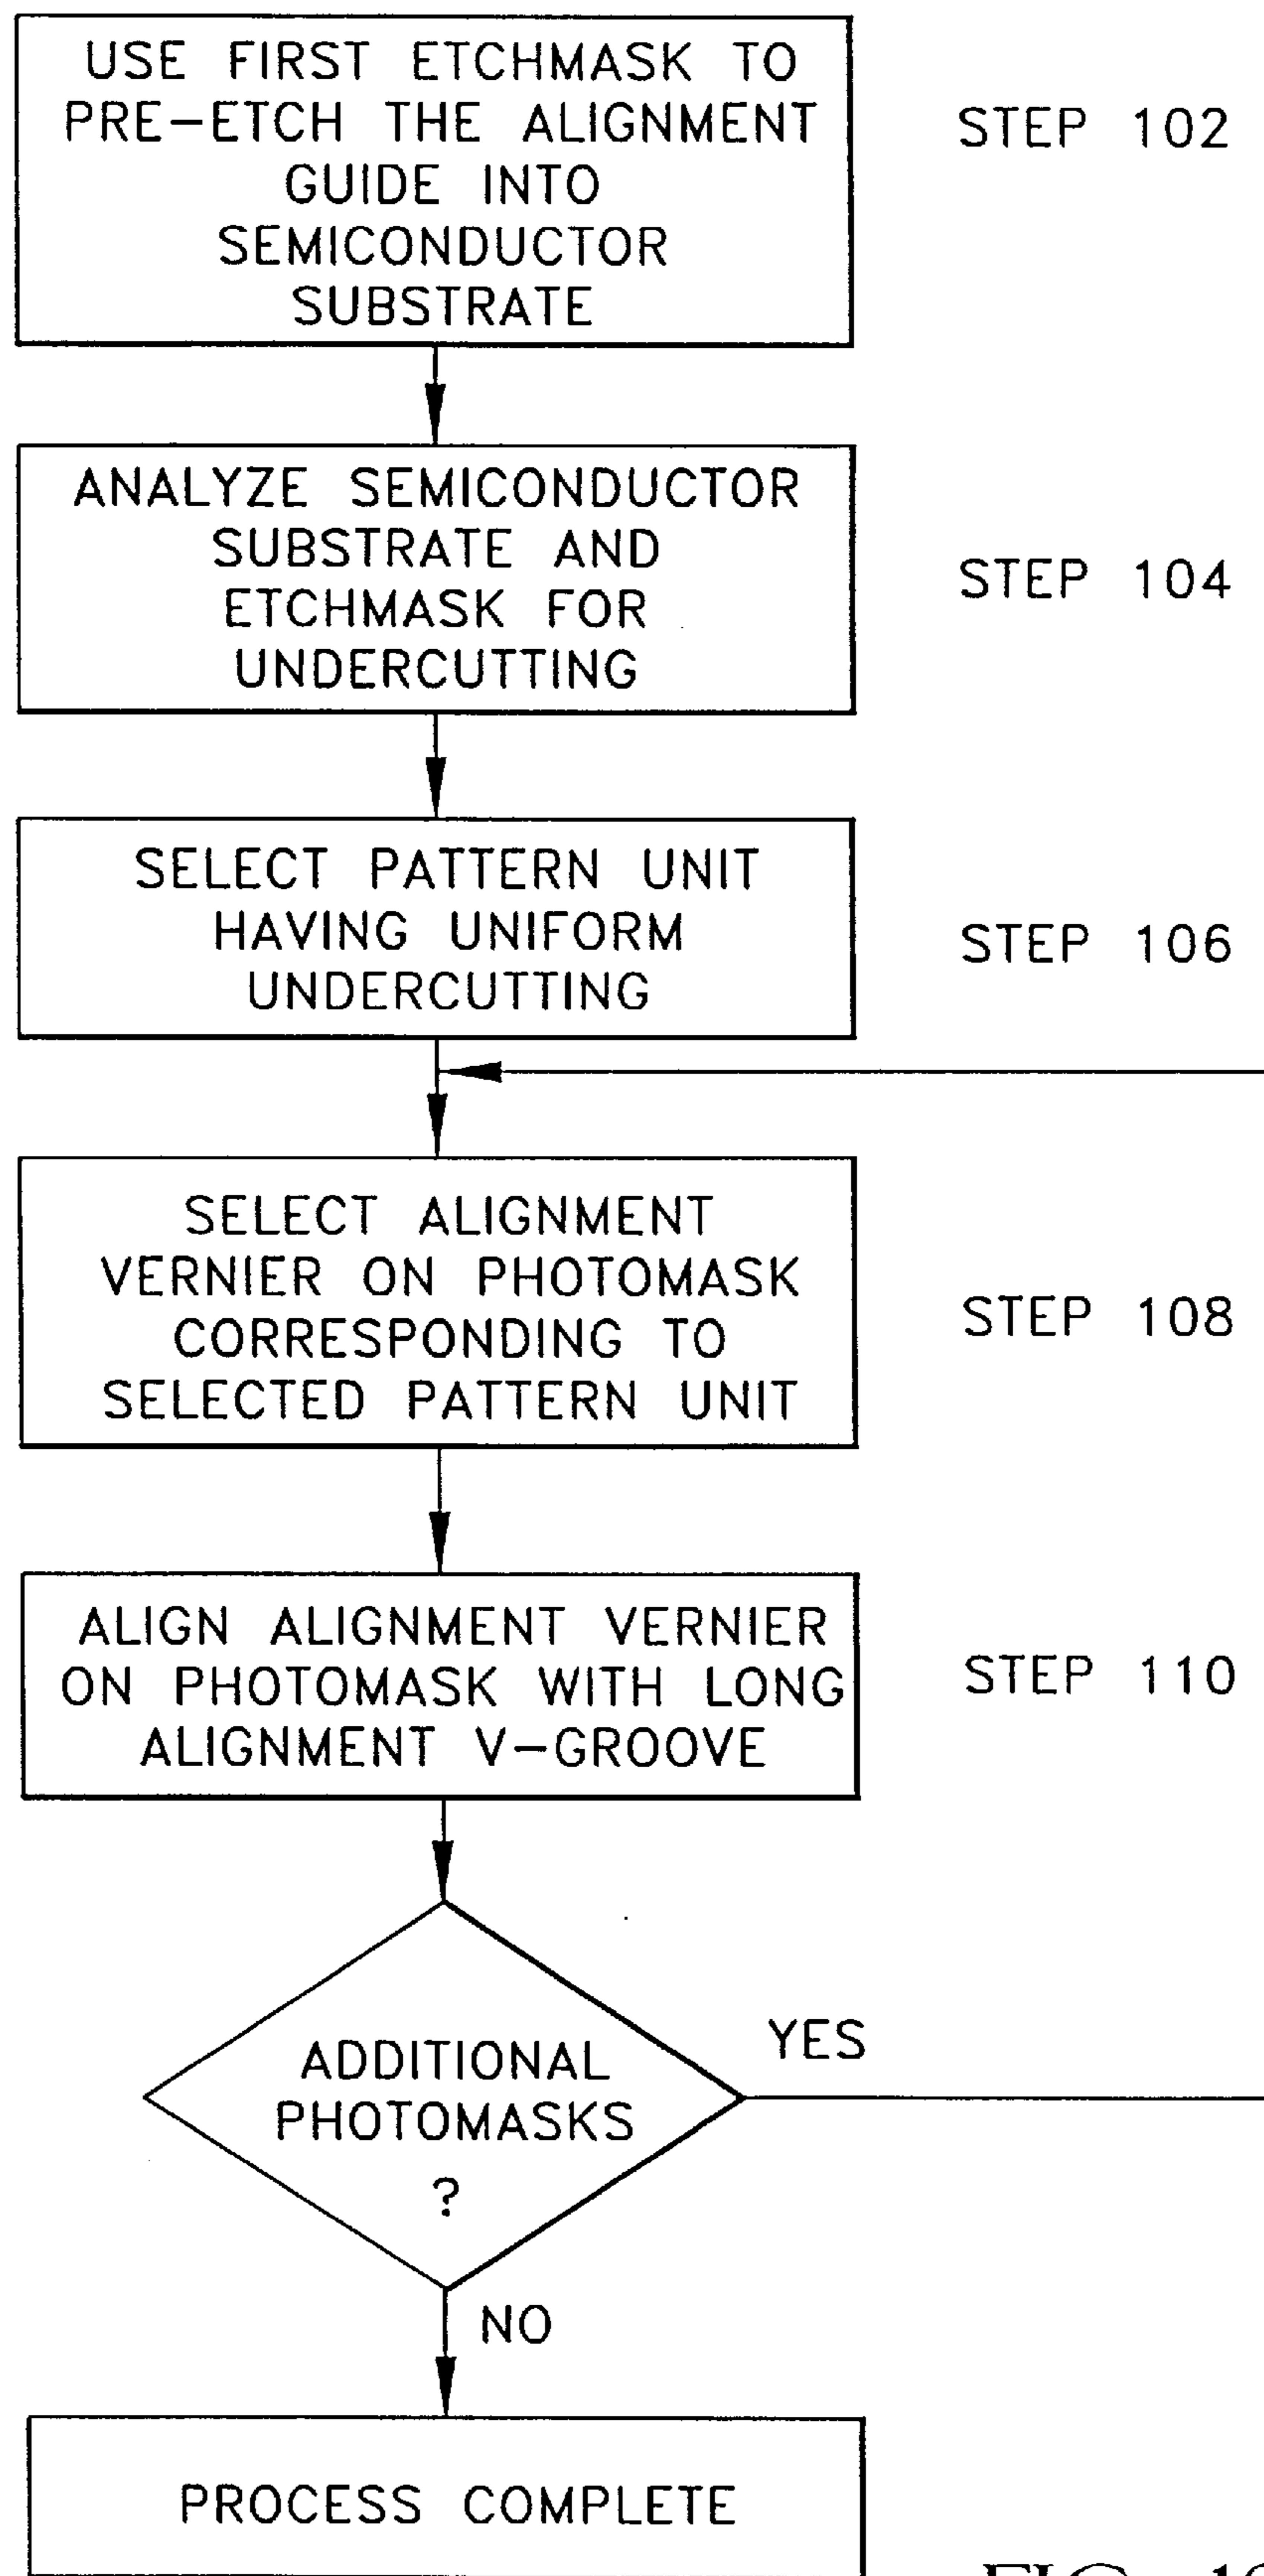 USE FIRST ETCHMASK TO
PRE-ETCH THE ALIGNMENT
GUIDE INTO
SEMICONDUCTOR
SUBSTRATE
STEP 102
ANALYZE SEMICONDUCTOR
SUBSTRATE AND
ETCHMASK FOR
UNDERCUTTING
STEP 104
SELECT PATTERN UNIT
HAVING UNIFORM
UNDERCUTTING
STEP 106
SELECT ALIGNMENT
VERNIER ON PHOTOMASK
CORRESPONDING TO
SELECTED PATTERN UNIT
STEP 108
ALIGN ALIGNMENT VERNIER
ON PHOTOMASK WITH LONG
ALIGNMENT V-GROOVE
STEP 110
ADDITIONAL
PHOTOMASKS
?
YES
NO
PROCESS COMPLETE
FIG.